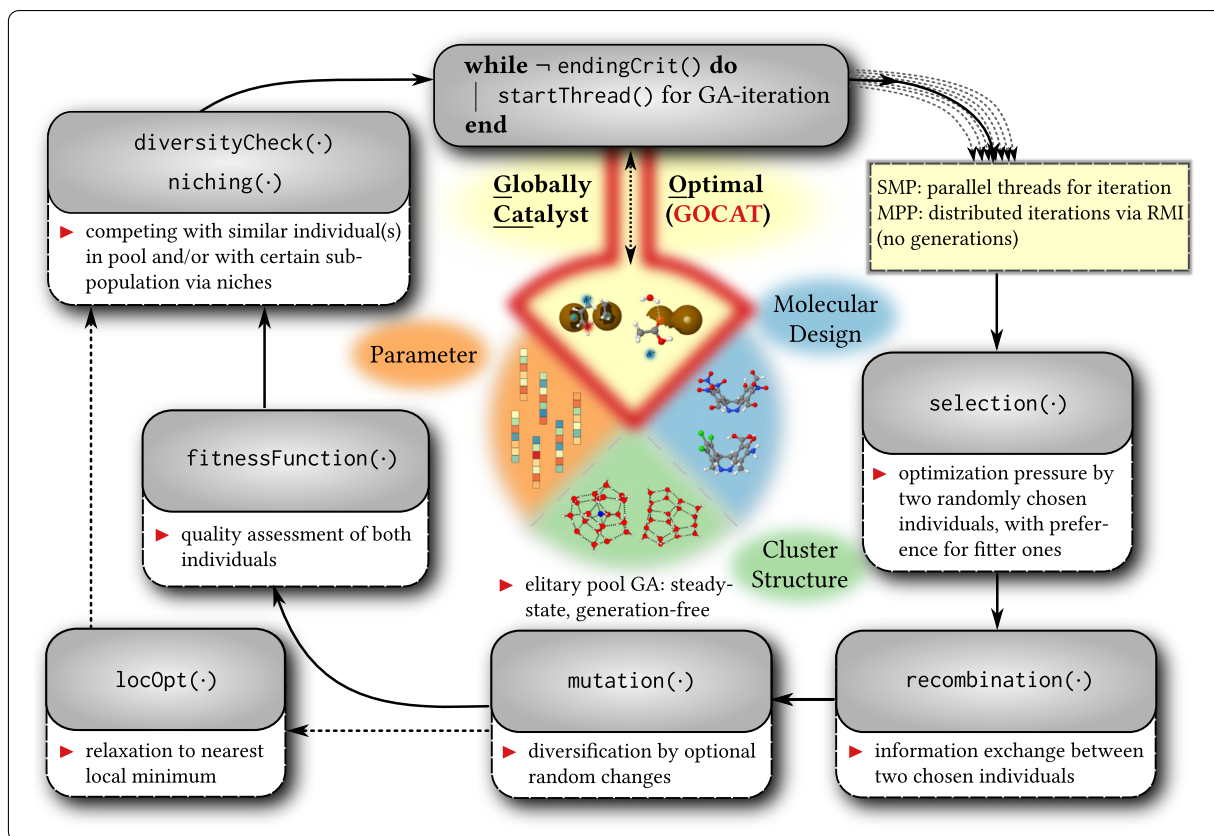 while ¬ endingCrit() do
startThread() for GA-iteration
end
diversityCheck(·)
niching(·)
▶ competing with similar individual(s)
in pool and/or with certain sub-
population via niches
Globally Optimal
Catalyst (GOCAT)
SMP: parallel threads for iteration
MPP: distributed iterations via RMI
(no generations)
Parameter
Molecular
Design
Cluster
Structure
▶ elitary pool GA: steady-
state, generation-free
selection(·)
▶ optimization pressure by
two randomly chosen
individuals, with prefer-
ence for fitter ones
fitnessFunction(·)
▶ quality assessment of both
individuals
locOpt(·)
▶ relaxation to nearest
local minimum
mutation(·)
▶ diversification by optional
random changes
recombination(·)
▶ information exchange between
two chosen individuals